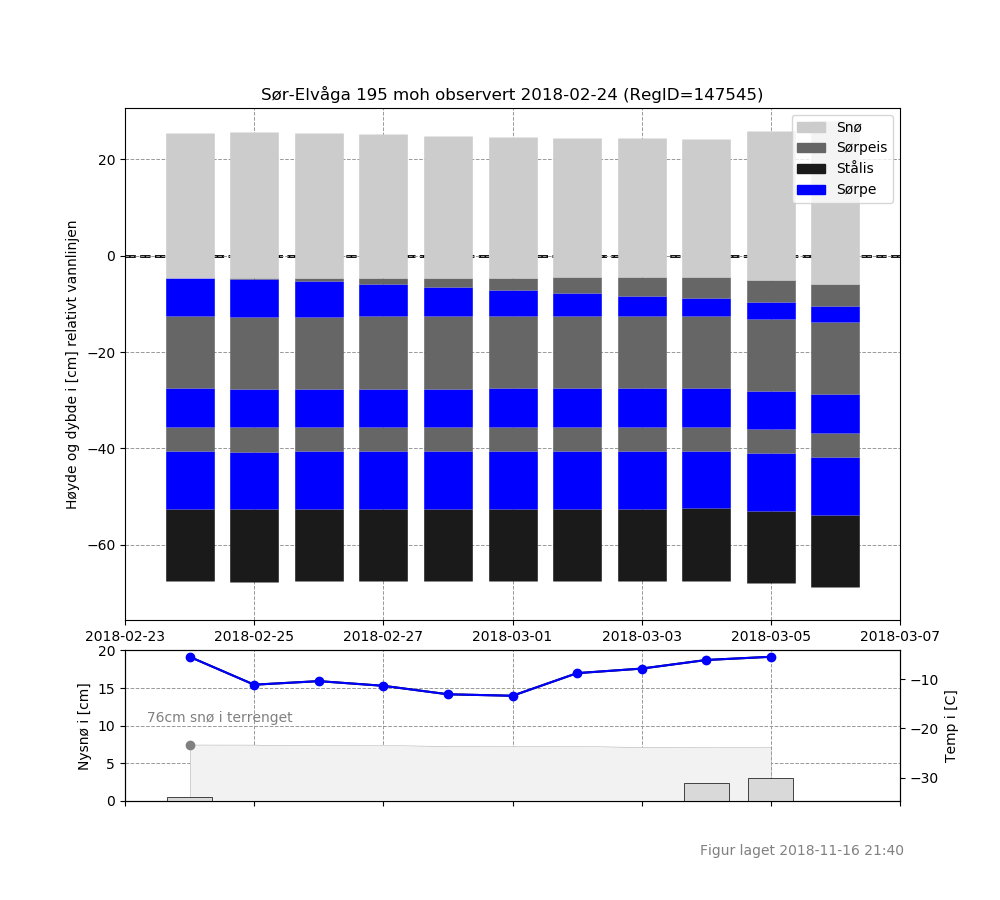 Sør-Elvåga 195 moh observert 2018-02-24 (RegID=147545)
Høyde og dybde i [cm] relativt vannlinjen
20
0
−20
−40
−60
Snø
Sørpeis
Stålis
Sørpe
2018-02-23 2018-02-25 2018-02-27 2018-03-01 2018-03-03 2018-03-05 2018-03-07
Nysnø i [cm]
20
15
10
5
0
76cm snø i terrenget
−10
−20
−30
Temp i [C]
Figur laget 2018-11-16 21:40